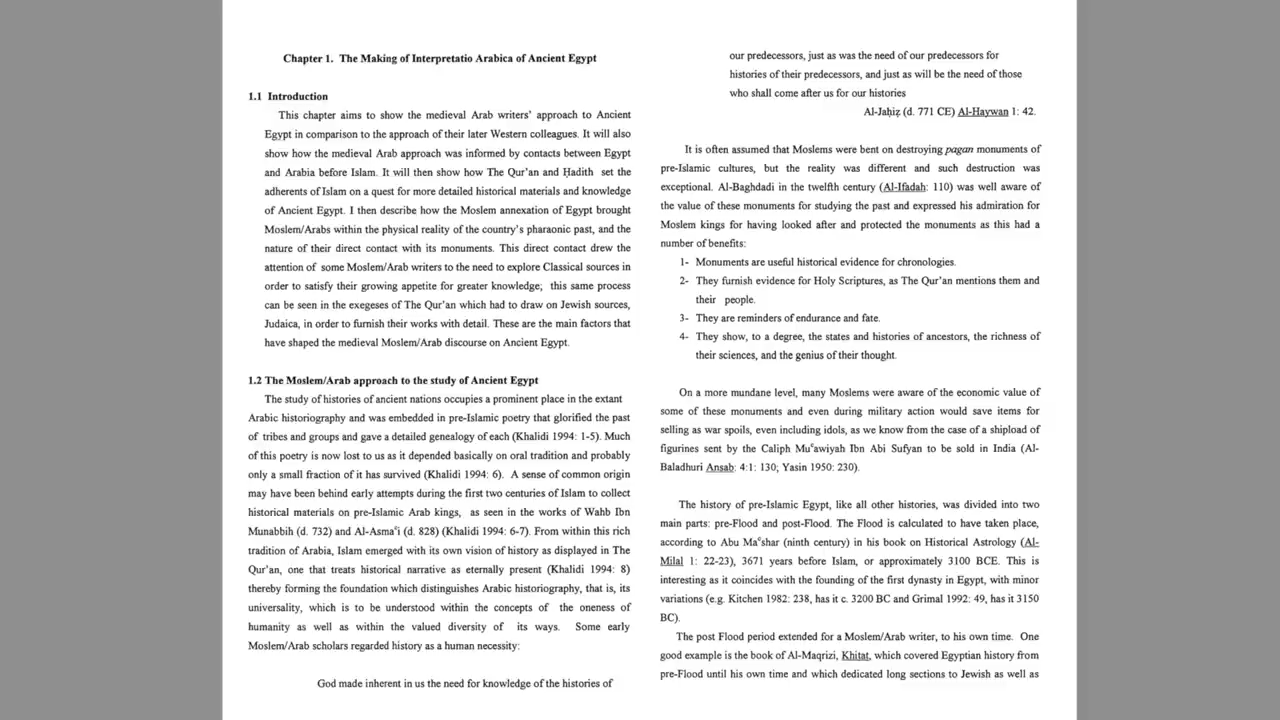 Chapter 1. The Making of Interpretatio Arabica of Ancient Egypt
1.1 Introduction
This chapter aims to show the medieval Arab writers' approach to Ancient
Egypt in comparison to the approach of their later Western colleagues. It will also
show how the medieval Arab approach was informed by contacts between Egypt
and Arabia before Islam. It will then show how The Qur'an and Ḥadith set the
adherents of Islam on a quest for more detailed historical materials and knowledge
of Ancient Egypt. I then describe how the Moslem annexation of Egypt brought
Moslem/Arabs within the physical reality of the country's pharaonic past, and the
nature of their direct contact with its monuments. This direct contact drew the
attention of some Moslem/Arab writers to the need to explore Classical sources in
order to satisfy their growing appetite for greater knowledge; this same process
can be seen in the exegeses of The Qur'an which had to draw on Jewish sources,
Judaica, in order to furnish their works with detail. These are the main factors that
have shaped the medieval Moslem/Arab discourse on Ancient Egypt.
1.2 The Moslem/Arab approach to the study of Ancient Egypt
The study of histories of ancient nations occupies a prominent place in the extant
Arabic historiography and was embedded in pre-Islamic poetry that glorified the past
of tribes and groups and gave a detailed genealogy of each (Khalidi 1994: 1-5). Much
of this poetry is now lost to us as it depended basically on oral tradition and probably
only a small fraction of it has survived (Khalidi 1994: 6). A sense of common origin
may have been behind early attempts during the first two centuries of Islam to collect
historical materials on pre-Islamic Arab kings, as seen in the works of Wahb Ibn
Munabbih (d. 732) and Al-Asmaᶜi (d. 828) (Khalidi 1994: 6-7). From within this rich
tradition of Arabia, Islam emerged with its own vision of history as displayed in The
Qur'an, one that treats historical narrative as eternally present (Khalidi 1994: 8)
thereby forming the foundation which distinguishes Arabic historiography, that is, its
universality, which is to be understood within the concepts of the oneness of
humanity as well as within the valued diversity of its ways. Some early
Moslem/Arab scholars regarded history as a human necessity:
God made inherent in us the need for knowledge of the histories of
our predecessors, just as was the need of our predecessors for
histories of their predecessors, and just as will be the need of those
who shall come after us for our histories
Al-Jaḥiẓ (d. 771 CE) Al-Haywan 1: 42.
It is often assumed that Moslems were bent on destroying pagan monuments of
pre-Islamic cultures, but the reality was different and such destruction was
exceptional. Al-Baghdadi in the twelfth century (Al-Ifadah: 110) was well aware of
the value of these monuments for studying the past and expressed his admiration for
Moslem kings for having looked after and protected the monuments as this had a
number of benefits:
1- Monuments are useful historical evidence for chronologies.
2- They furnish evidence for Holy Scriptures, as The Qur'an mentions them and
their people.
3- They are reminders of endurance and fate.
4- They show, to a degree, the states and histories of ancestors, the richness of
their sciences, and the genius of their thought.
On a more mundane level, many Moslems were aware of the economic value of
some of these monuments and even during military action would save items for
selling as war spoils, even including idols, as we know from the case of a shipload of
figurines sent by the Caliph Muᶜawiyah Ibn Abi Sufyan to be sold in India (Al-
Baladhuri Ansab: 4:1: 130; Yasin 1950: 230).
The history of pre-Islamic Egypt, like all other histories, was divided into two
main parts: pre-Flood and post-Flood. The Flood is calculated to have taken place,
according to Abu Maᶜshar (ninth century) in his book on Historical Astrology (Al-
Milal 1: 22-23), 3671 years before Islam, or approximately 3100 BCE. This is
interesting as it coincides with the founding of the first dynasty in Egypt, with minor
variations (e.g. Kitchen 1982: 238, has it c. 3200 BC and Grimal 1992: 49, has it 3150
BC).
The post Flood period extended for a Moslem/Arab writer, to his own time. One
good example is the book of Al-Maqrizi, Khitat, which covered Egyptian history from
pre-Flood until his own time and which dedicated long sections to Jewish as well as